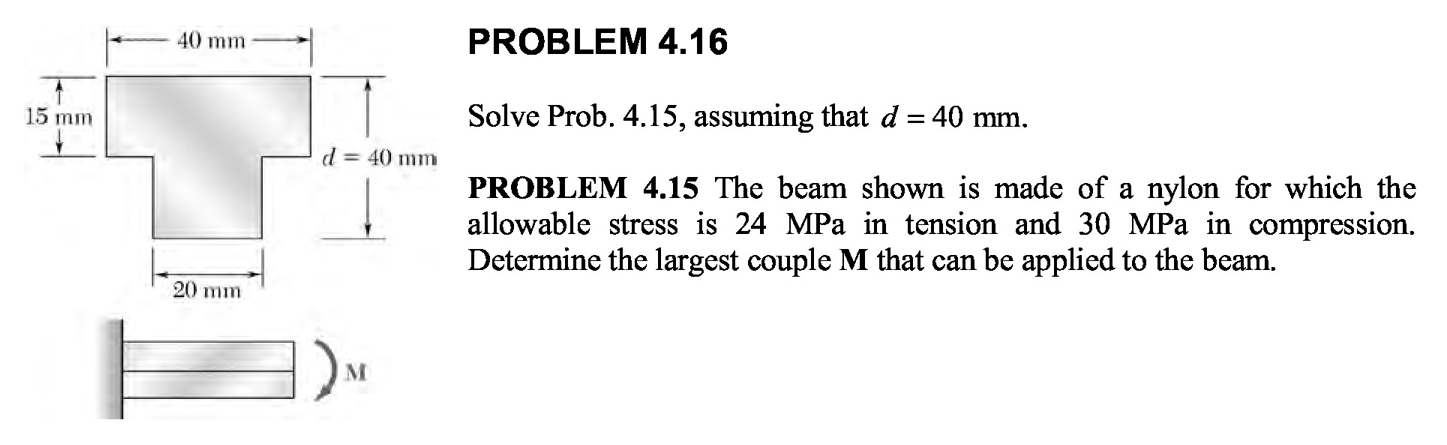 40 mm
15 mm
d = 40 mm
20 mm
M
PROBLEM 4.16
Solve Prob. 4.15, assuming that d = 40 mm.
PROBLEM 4.15 The beam shown is made of a nylon for which the
allowable stress is 24 MPa in tension and 30 MPa in compression.
Determine the largest couple M that can be applied to the beam.